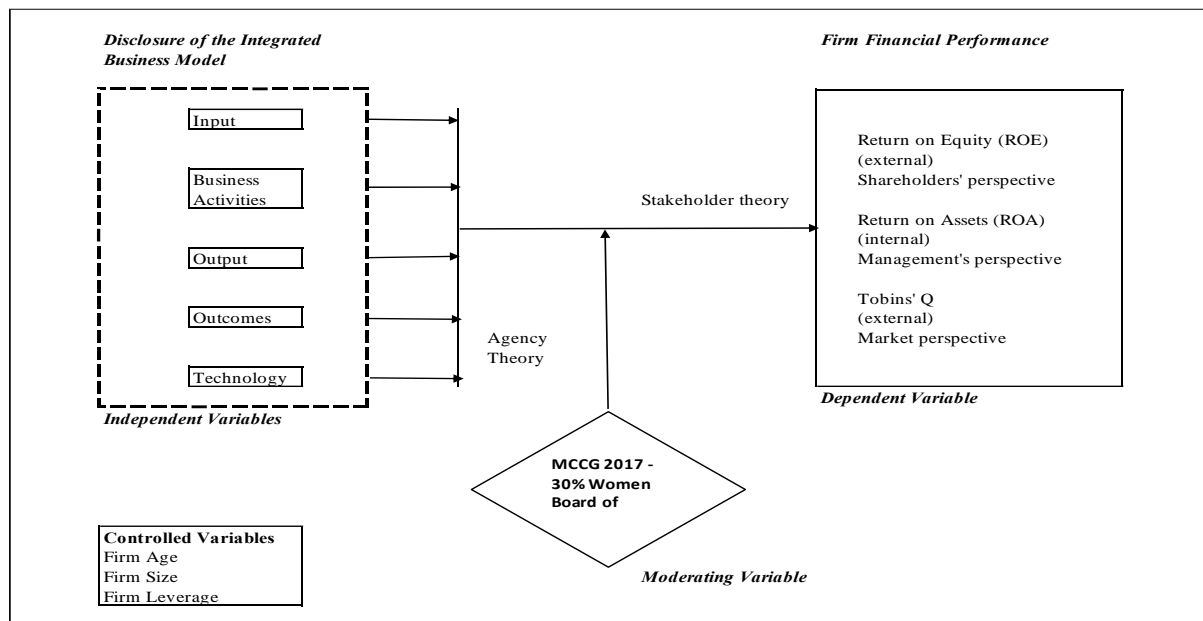 Disclosure of the Integrated
Business Model
Input
Business
Activities
Output
Outcomes
Technology
Independent Variables
Agency
Theory
Stakeholder theory
Firm Financial Performance
Return on Equity (ROE)
(external)
Shareholders' perspective
Return on Assets (ROA)
(internal)
Management's perspective
Tobins' Q
(external)
Market perspective
Dependent Variable
MCCG 2017 -
30% Women
Board of
Moderating Variable
Controlled Variables
Firm Age
Firm Size
Firm Leverage